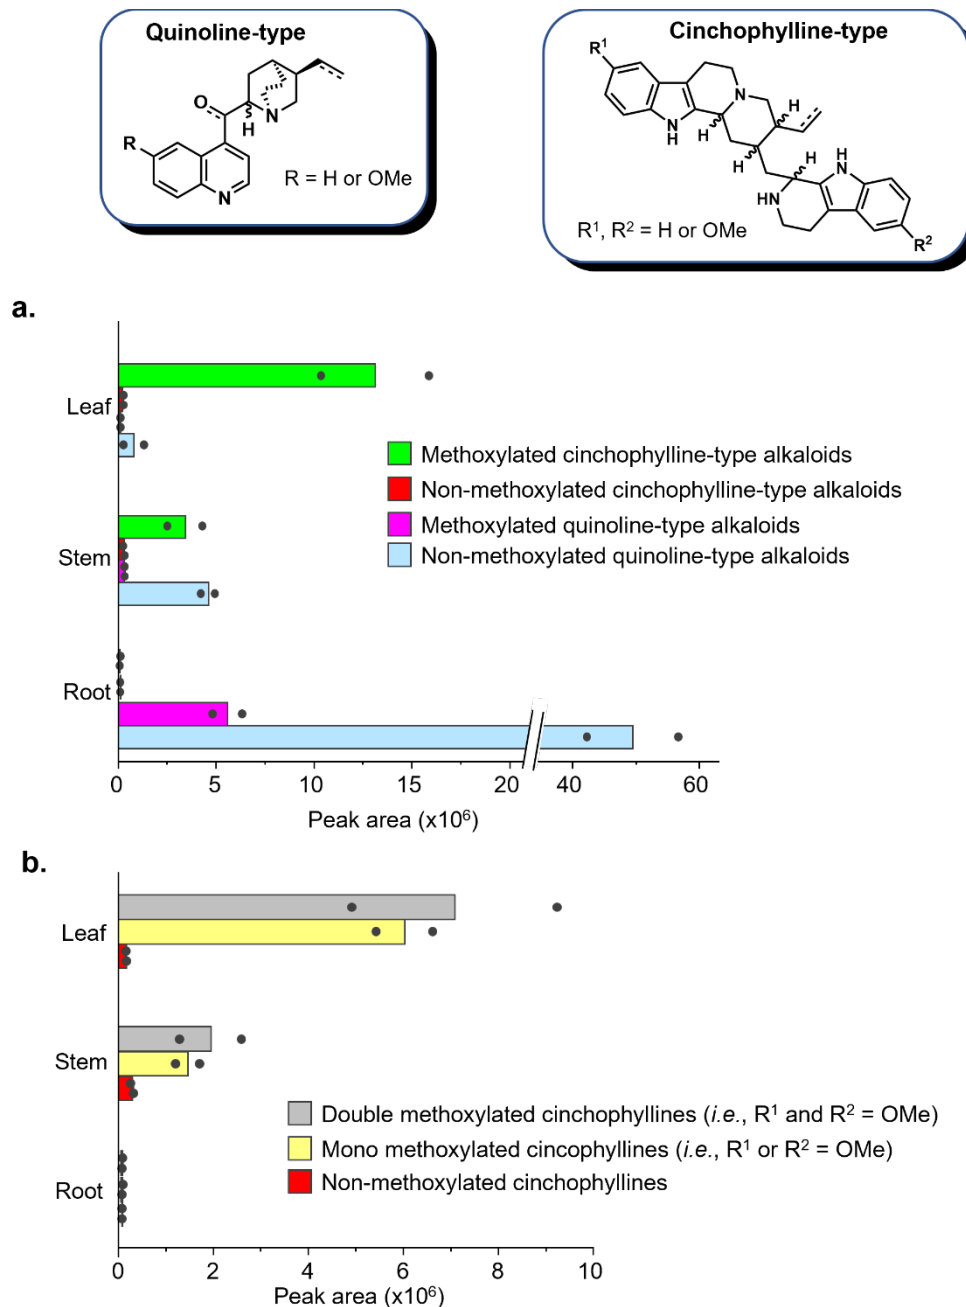 Quinoline-type
O
N
H
R
N
R = H or OMe
Cinchophylline-type
R¹
N
H
N
H
H
H
H
N
HN
R¹, R² = H or OMe
R²
a.
Leaf
Stem
Root
Methoxylated cinchophylline-type alkaloids
Non-methoxylated cinchophylline-type alkaloids
Methoxylated quinoline-type alkaloids
Non-methoxylated quinoline-type alkaloids
0 5 10 15 20 40 60
Peak area (x10⁶)
b.
Leaf
Stem
Root
Double methoxylated cinchophyllines (i.e., R¹ and R² = OMe)
Mono methoxylated cincophyllines (i.e., R¹ or R² = OMe)
Non-methoxylated cinchophyllines
0 2 4 6 8 10
Peak area (x10⁶)